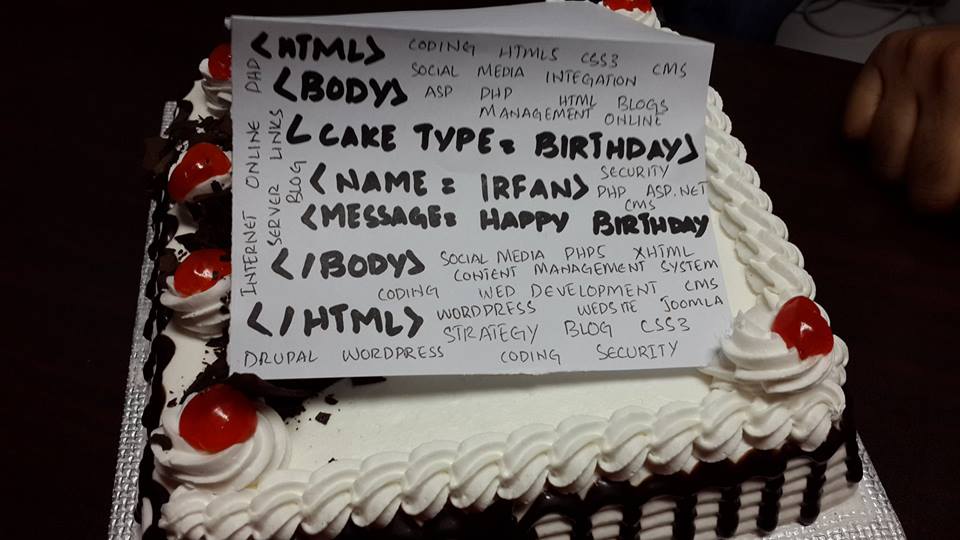 <HTML> CODING HTML5 CSS3 CMS
<BODY> SOCIAL MEDIA INTEGATION
ASP PHP HTML BLOGS
MANAGEMENT ONLINE
<CAKE TYPE= BIRTHDAY>
<NAME= IRFAN> SECURITY
PHP ASP.NET
CMS
<MESSAGE= HAPPY BIRTHDAY
</BODY> SOCIAL MEDIA PHP5 XHTML
CONTENT MANAGEMENT SYSTEM
CODING WED DEVELOPMENT CMS
</HTML> WORDPRESS WEDSITE JOOMLA
STRATEGY BLOG CSS3
DRUPAL WORDPRESS CODING SECURITY
INTERNET ONLINE PHP
SERVER LINKS
BLOG